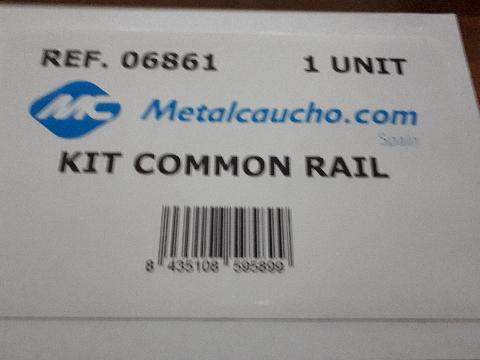 REF. 06861 1 UNIT
MC Metalcaucho.com
Spain
KIT COMMON RAIL
8 435108 595899